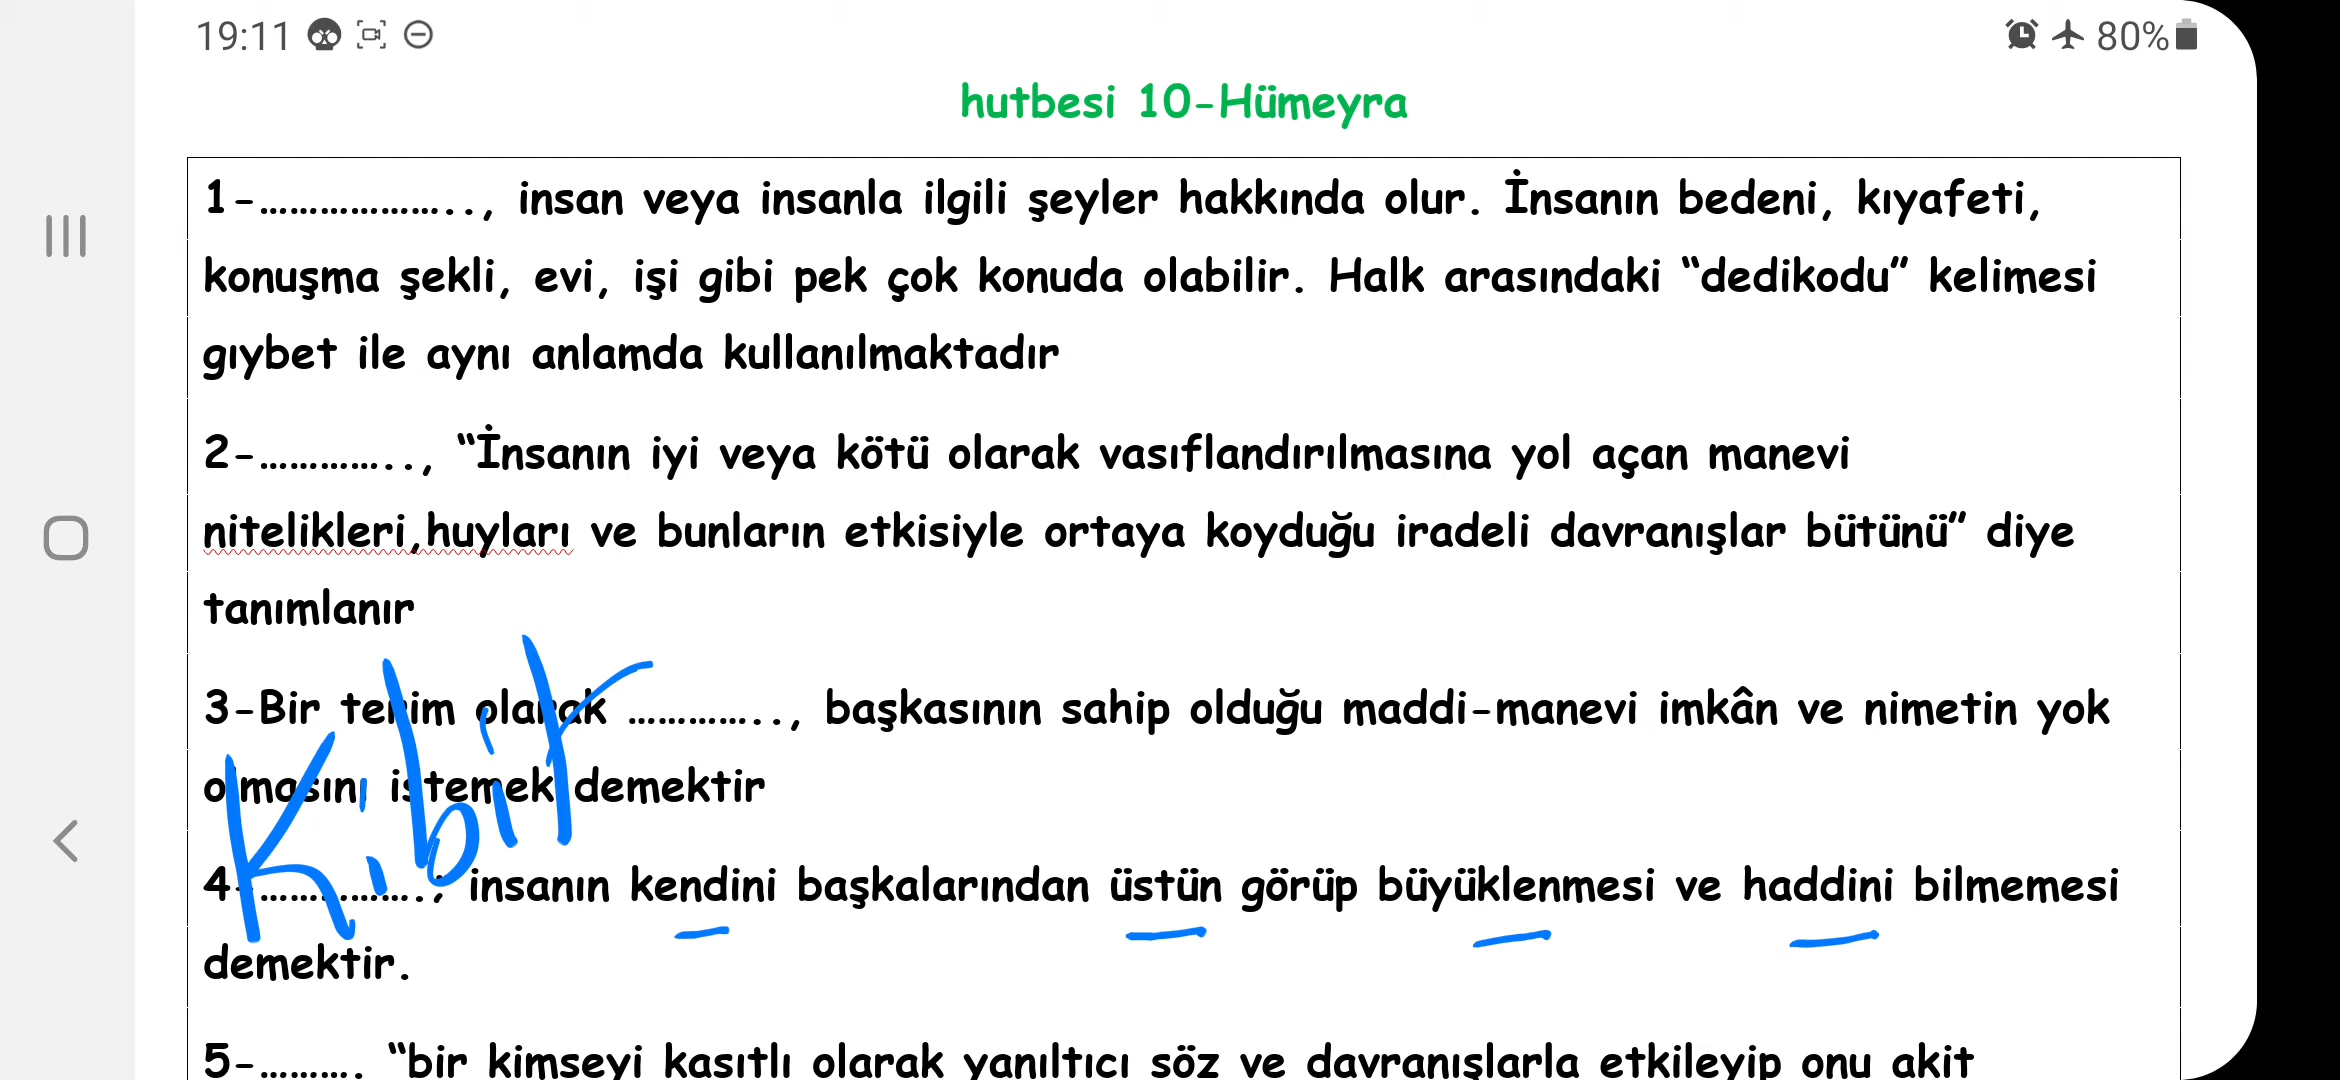 19:11
80%
hutbesi 10-Hümeyra
1-....................., insan veya insanla ilgili şeyler hakkında olur. İnsanın bedeni, kıyafeti,
konuşma şekli, evi, işi gibi pek çok konuda olabilir. Halk arasındaki “dedikodu” kelimesi
gıybet ile aynı anlamda kullanılmaktadır
2-................, “İnsanın iyi veya kötü olarak vasıflandırılmasına yol açan manevi
nitelikleri,huyları ve bunların etkisiyle ortaya koyduğu iradeli davranışlar bütünü” diye
tanımlanır
3-Bir terim olarak ..............., başkasının sahip olduğu maddi-manevi imkân ve nimetin yok
olmasını istemek demektir
Kibir
4-................; insanın kendini başkalarından üstün görüp büyüklenmesi ve haddini bilmemesi
demektir.
5-.......... “bir kimseyi kasıtlı olarak yanıltıcı söz ve davranışlarla etkileyip onu akit